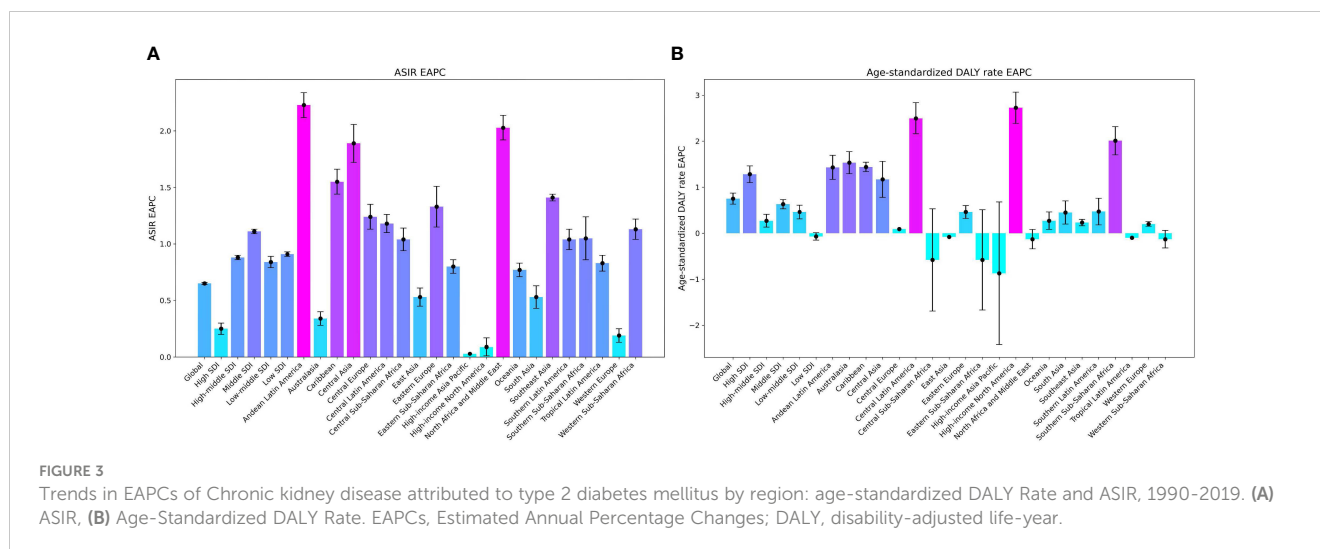 A
B
ASIR EAPC
Age-standardized DALY rate EAPC
ASIR EAPC
2.0
1.5
1.0
0.5
0.0
Global
High SDI
High-middle SDI
Middle SDI
Low-middle SDI
Low SDI
Andean Latin America
Australasia
Caribbean
Central Asia
Central Europe
Central Latin America
Central Sub-Saharan Africa
East Asia
Eastern Europe
Eastern Sub-Saharan Africa
High-income Asia Pacific
High-income North America
North Africa and Middle East
Oceania
South Asia
Southeast Asia
Southern Latin America
Southern Sub-Saharan Africa
Tropical Latin America
Western Europe
Western Sub-Saharan Africa
Age-standardized DALY rate EAPC
3
2
1
0
−1
−2
Global
High SDI
High-middle SDI
Middle SDI
Low-middle SDI
Low SDI
Andean Latin America
Australasia
Caribbean
Central Asia
Central Europe
Central Latin America
Central Sub-Saharan Africa
East Asia
Eastern Europe
Eastern Sub-Saharan Africa
High-income Asia Pacific
High-income North America
North Africa and Middle East
Oceania
South Asia
Southeast Asia
Southern Latin America
Southern Sub-Saharan Africa
Tropical Latin America
Western Europe
Western Sub-Saharan Africa
FIGURE 3
Trends in EAPCs of Chronic kidney disease attributed to type 2 diabetes mellitus by region: age-standardized DALY Rate and ASIR, 1990-2019. (A)
ASIR, (B) Age-Standardized DALY Rate. EAPCs, Estimated Annual Percentage Changes; DALY, disability-adjusted life-year.